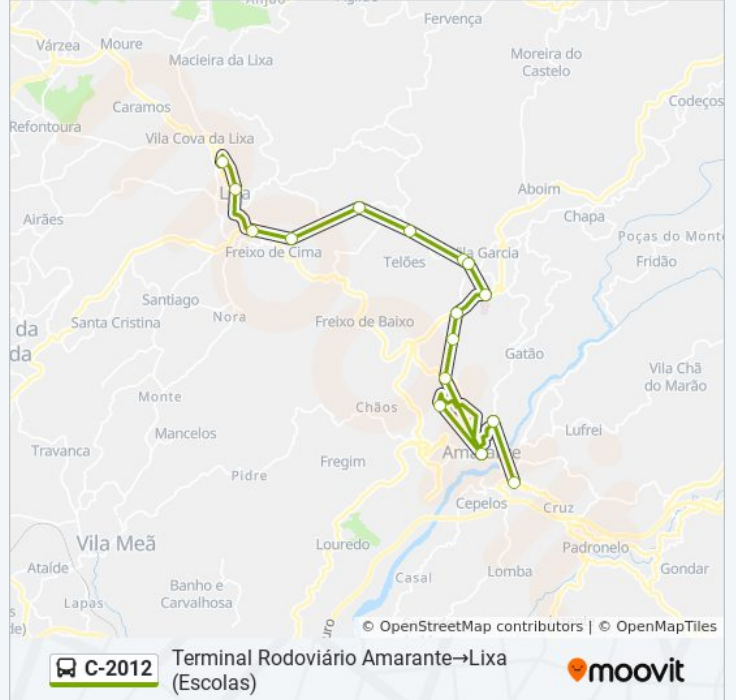 Fervença
Várzea
Moure
Macieira da Lixa
Moreira do
Castelo
Codeços
Caramos
Refontoura
Vila Cova da Lixa
Aboim
Airães
Chapa
Poças do Monte
Freixo de Cima
Telões
Fridão
Santiago
Santa Cristina
Nora
Freixo de Baixo
da
da
Gatão
Vila Chã
do Marão
Monte
Chãos
Mancelos
Lufrei
Travanca
Fregim
Pidre
Cepelos
Cruz
Vila Meã
Louredo
Padronelo
Ataíde
Banho e
Carvalhosa
Casal
Lomba
Gondar
Lapas
© OpenStreetMap contributors | © OpenMapTiles
C-2012
Terminal Rodoviário Amarante→Lixa
(Escolas)
moovit